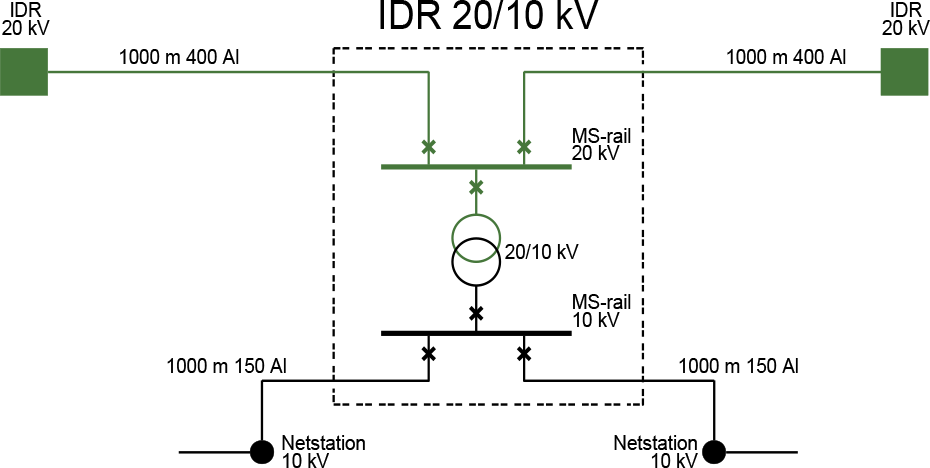 IDR 20/10 kV
IDR
20 kV
IDR
20 kV
1000 m 400 Al
1000 m 400 Al
MS-rail
20 kV
20/10 kV
MS-rail
10 kV
1000 m 150 Al
1000 m 150 Al
Netstation
10 kV
Netstation
10 kV